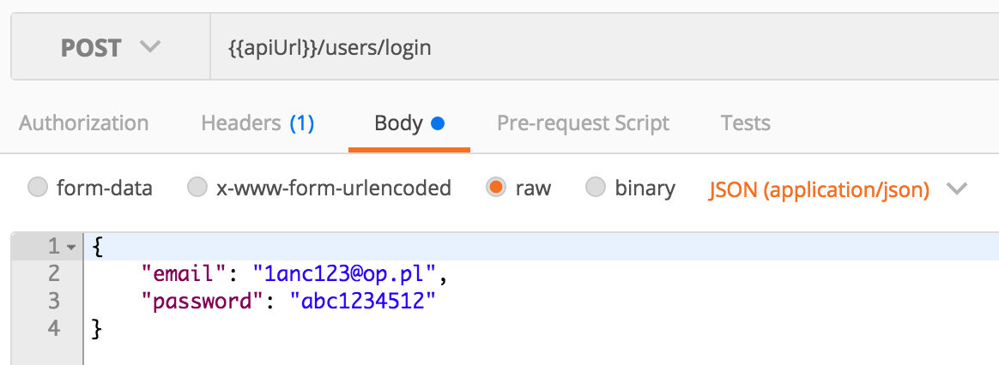 POST {{apiUrl}}/users/login
Authorization Headers (1) Body Pre-request Script Tests
form-data x-www-form-urlencoded raw binary JSON (application/json)
1 {
2 "email": "1anc123@op.pl",
3 "password": "abc1234512"
4 }